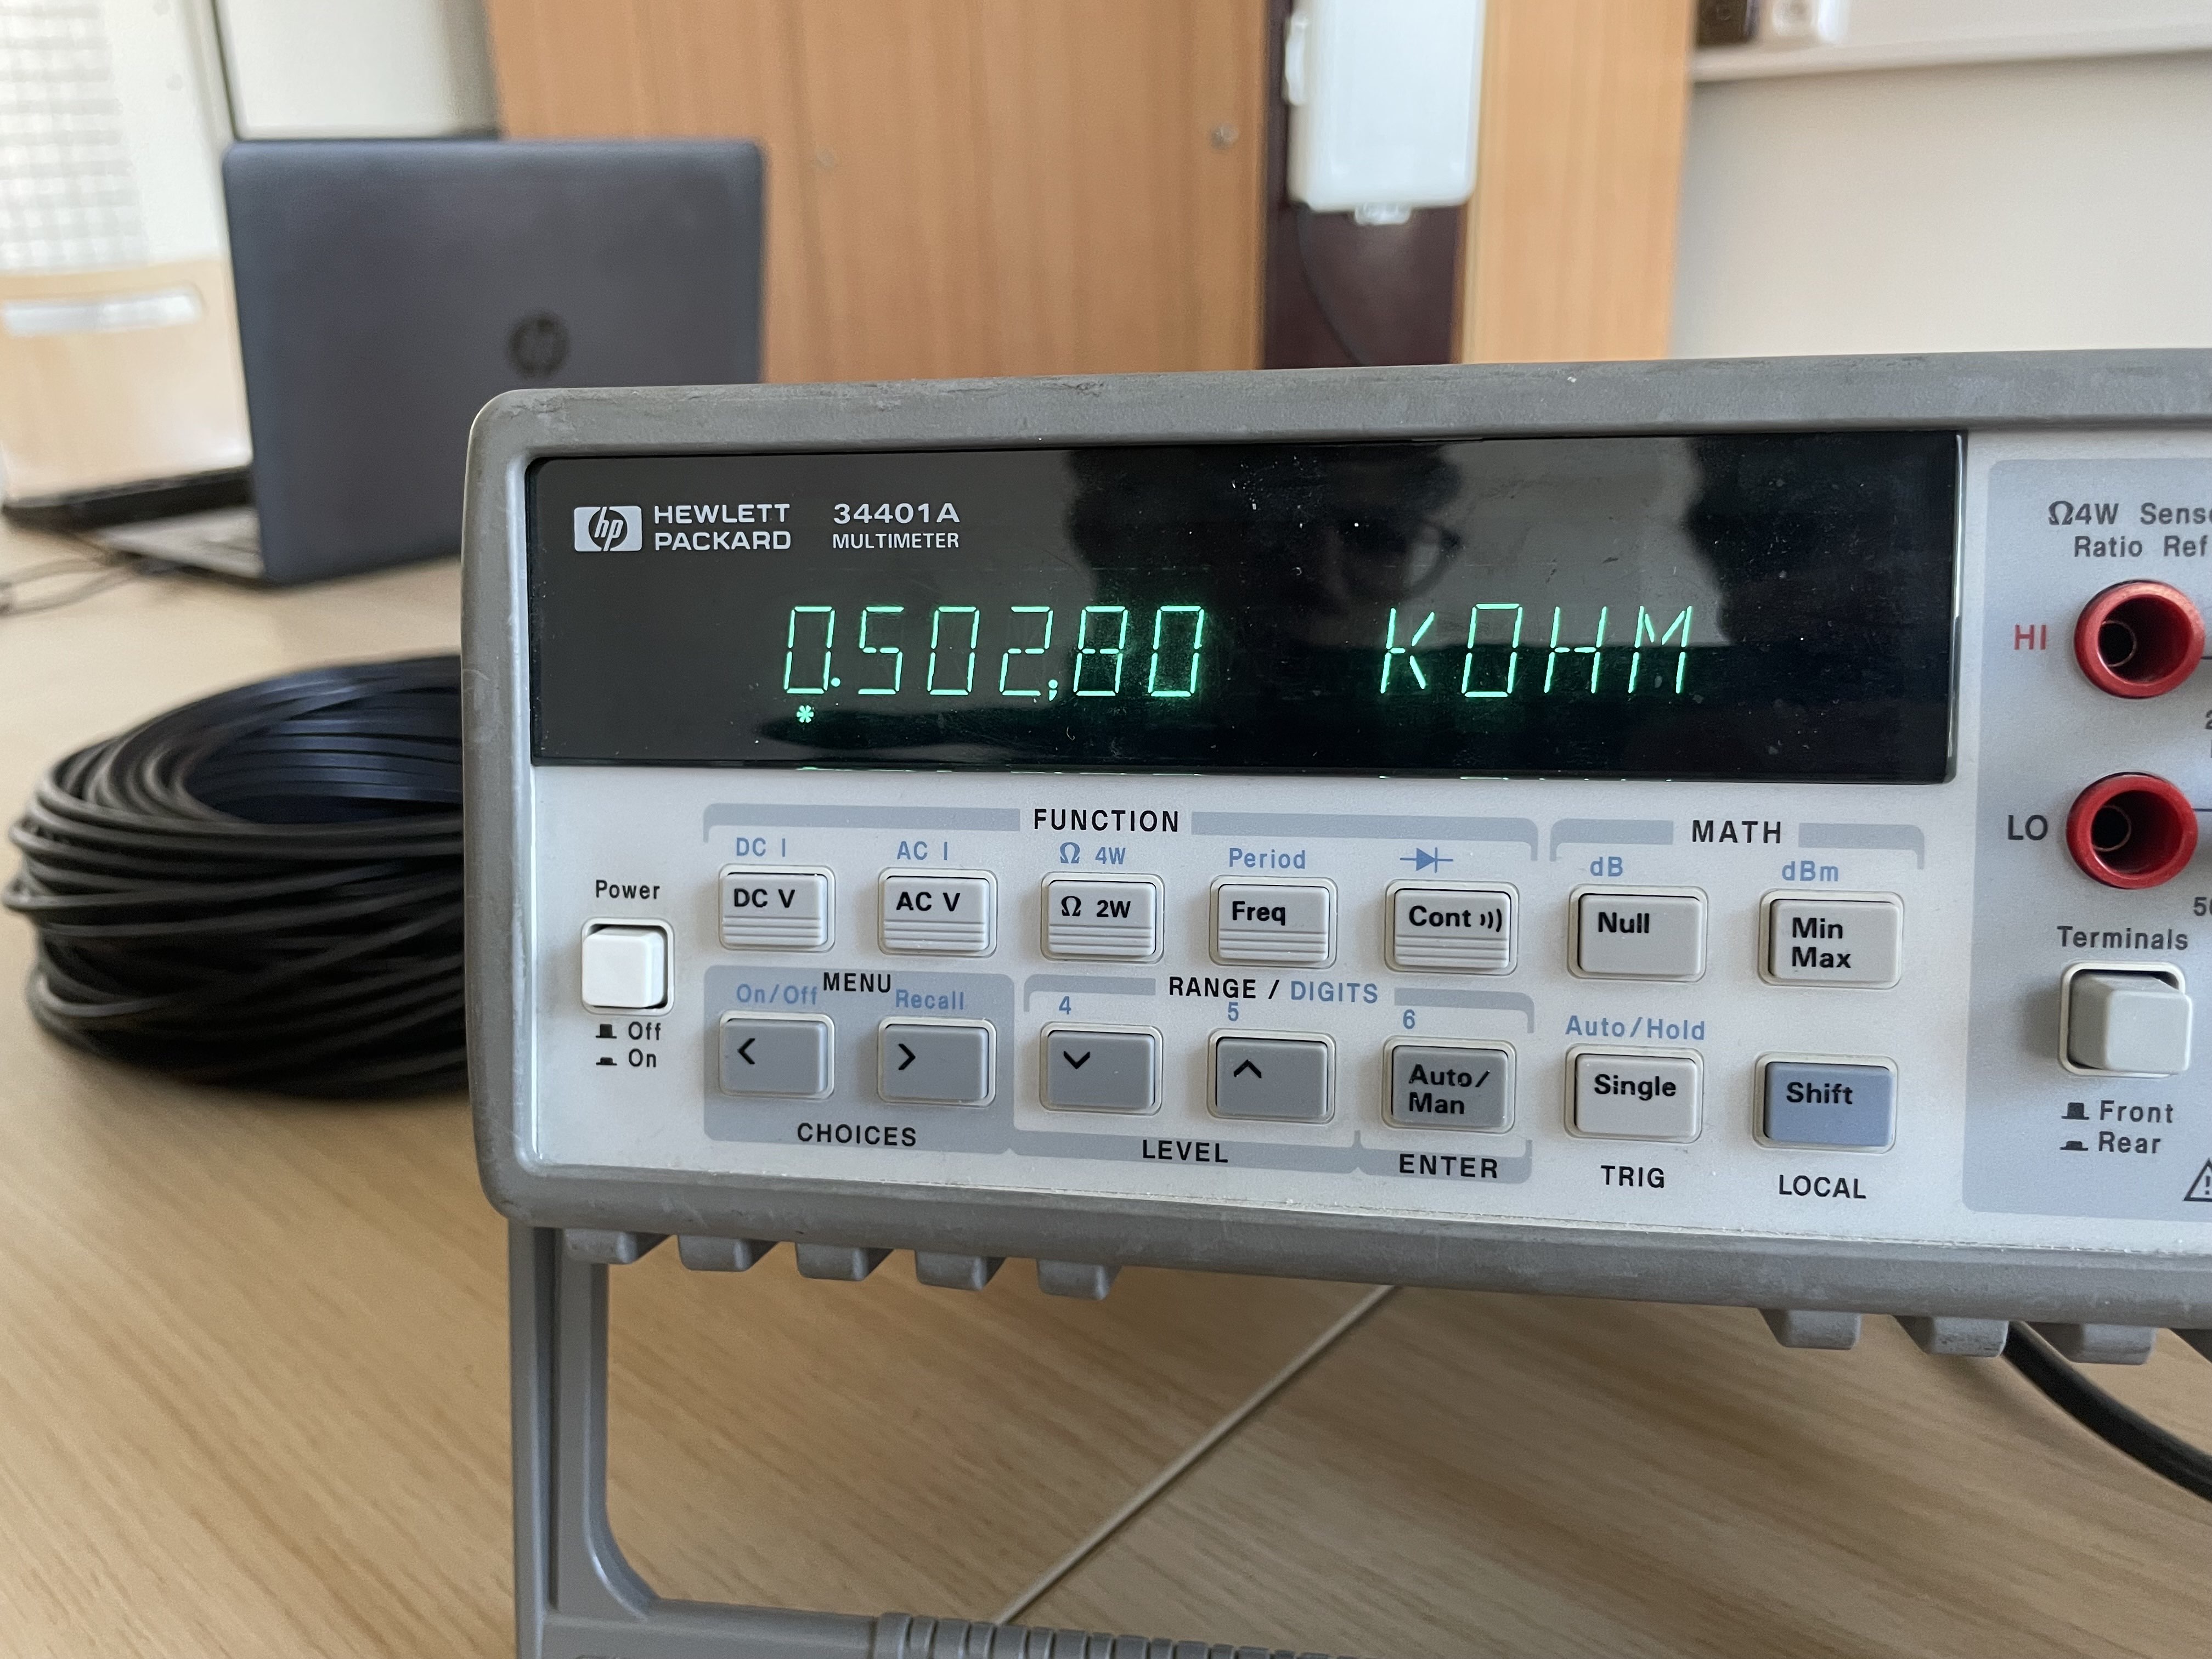 hp HEWLETT PACKARD
34401A
MULTIMETER
0.502,80 KOHM
*
Ω4W
Ratio Ref
HI
LO
Terminals
Front
Rear
FUNCTION
MATH
DC I
AC I
Ω 4W
Period
dB
dBm
Power
DC V
AC V
Ω 2W
Freq
Cont
Null
Min
Max
Off
On
MENU
On/Off
Recall
RANGE / DIGITS
4
5
6
Auto/Hold
<
>
Auto/
Man
Single
Shift
CHOICES
LEVEL
ENTER
TRIG
LOCAL
hp